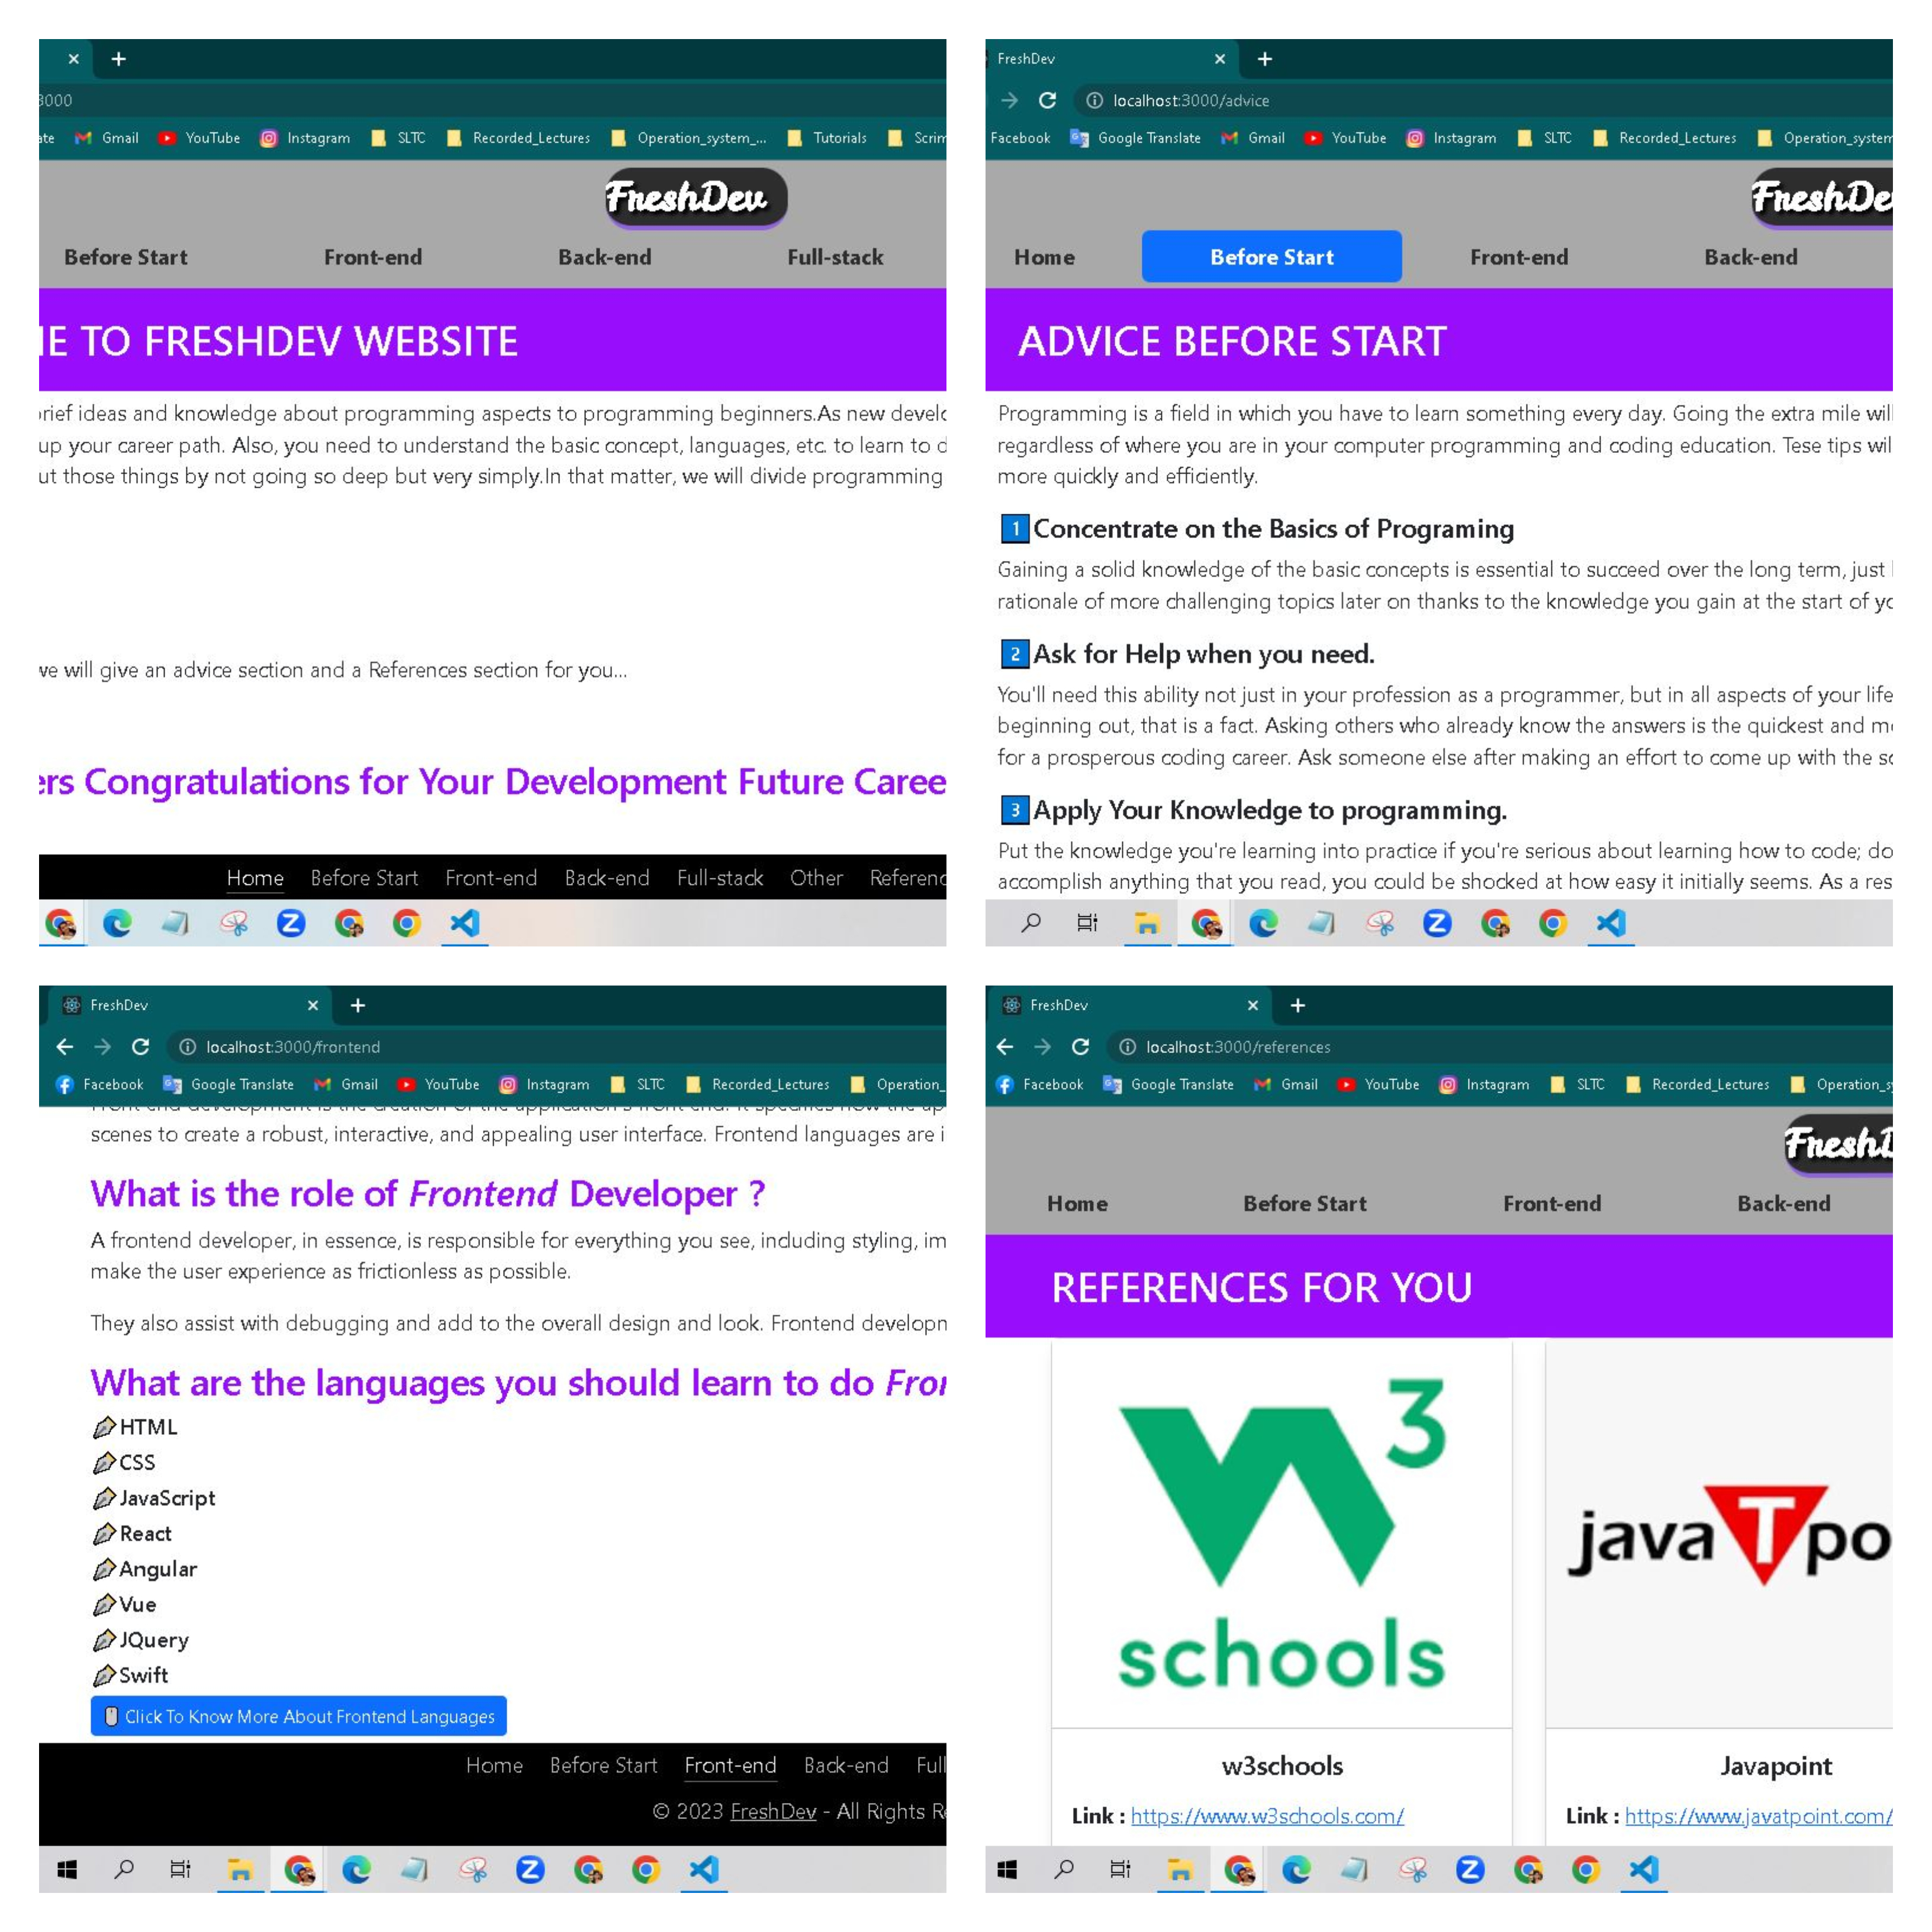 3000
Gmail YouTube Instagram SLTC Recorded_Lectures Operation_system_... Tutorials Scrim
FreshDev
Before Start Front-end Back-end Full-stack
TO FRESHDEV WEBSITE
ideas and knowledge about programming aspects to programming beginners.As new
up your career path. Also, you need to understand the basic concept, languages, etc. to learn to
those things by not going so deep but very simply.In that matter, we will divide programming
we will give an advice section and a References section for you...
Congratulations for Your Development Future
Home Before Start Front-end Back-end Full-stack Other
FreshDev
localhost:3000/advice
Facebook Google Translate Gmail YouTube Instagram SLTC Recorded_Lectures Operation_system
FreshDe
Home Before Start Front-end Back-end
ADVICE BEFORE START
Programming is a field in which you have to learn something every day. Going the extra mile will
regardless of where you are in your computer programming and coding education. Tese tips wil
more quickly and efficiently.
1 Concentrate on the Basics of Programing
Gaining a solid knowledge of the basic concepts is essential to succeed over the long term, just
rationale of more challenging topics later on thanks to the knowledge you gain at the start of
2 Ask for Help when you need.
You'll need this ability not just in your profession as a programmer, but in all aspects of your life
beginning out, that is a fact. Asking others who already know the answers is the quickest and
for a prosperous coding career. Ask someone else after making an effort to come up with the
3 Apply Your Knowledge to programming.
Put the knowledge you're learning into practice if you're serious about learning how to code; do
accomplish anything that you read, you could be shocked at how easy it initially seems. As a res
FreshDev
localhost:3000/frontend
Facebook Google Translate Gmail YouTube Instagram SLTC Recorded_Lectures Operation_
scenes to create a robust, interactive, and appealing user interface. Frontend languages are
What is the role of Frontend Developer ?
A frontend developer, in essence, is responsible for everything you see, including styling, im
make the user experience as frictionless as possible.
They also assist with debugging and add to the overall design and look. Frontend
What are the languages you should learn to do
HTML
CSS
JavaScript
React
Angular
Vue
JQuery
Swift
Click To Know More About Frontend Languages
Home Before Start Front-end Back-end Full
© 2023 FreshDev - All Rights
FreshDev
localhost:3000/references
Facebook Google Translate Gmail YouTube Instagram SLTC Recorded_Lectures
Fresh
Home Before Start Front-end Back-end
REFERENCES FOR YOU
W3
schools
javaTpo
w3schools
Javapoint
Link : https://www.w3schools.com/
Link : https://www.javatpoint.com/